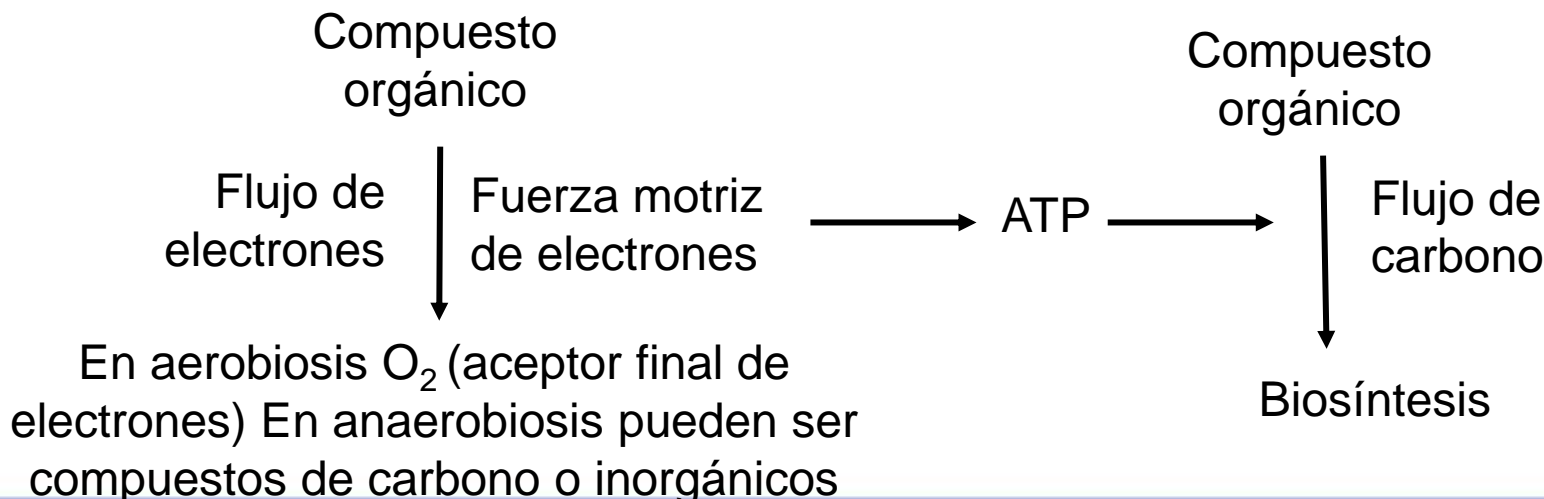 Compuesto
orgánico
Flujo de
electrones
Fuerza motriz
de electrones
En aerobiosis O₂ (aceptor final de
electrones) En anaerobiosis pueden ser
compuestos de carbono o inorgánicos
ATP
Compuesto
orgánico
Flujo de
carbono
Biosíntesis